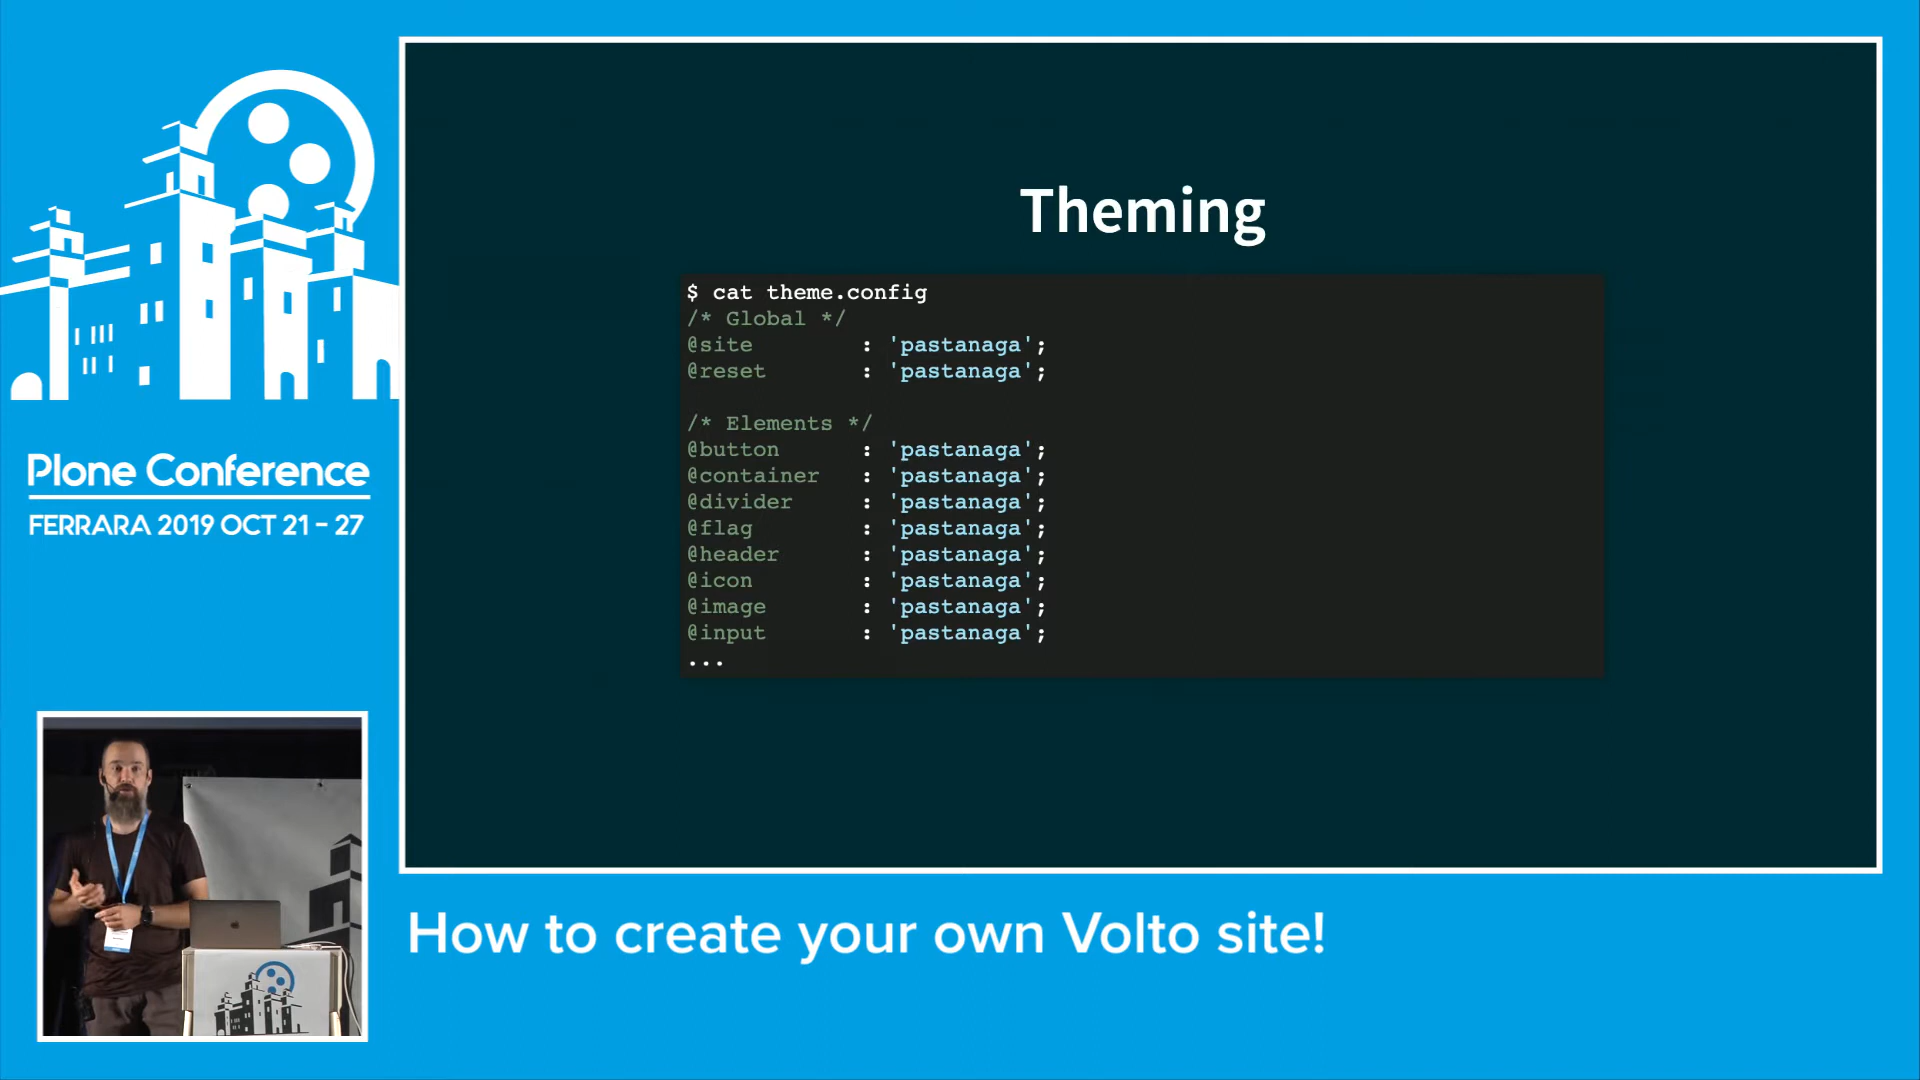 Plone Conference
FERRARA 2019 OCT 21 - 27
Theming
$ cat theme.config
/* Global */
@site : 'pastanaga';
@reset : 'pastanaga';
/* Elements */
@button : 'pastanaga';
@container : 'pastanaga';
@divider : 'pastanaga';
@flag : 'pastanaga';
@header : 'pastanaga';
@icon : 'pastanaga';
@image : 'pastanaga';
@input : 'pastanaga';
...
How to create your own Volto site!